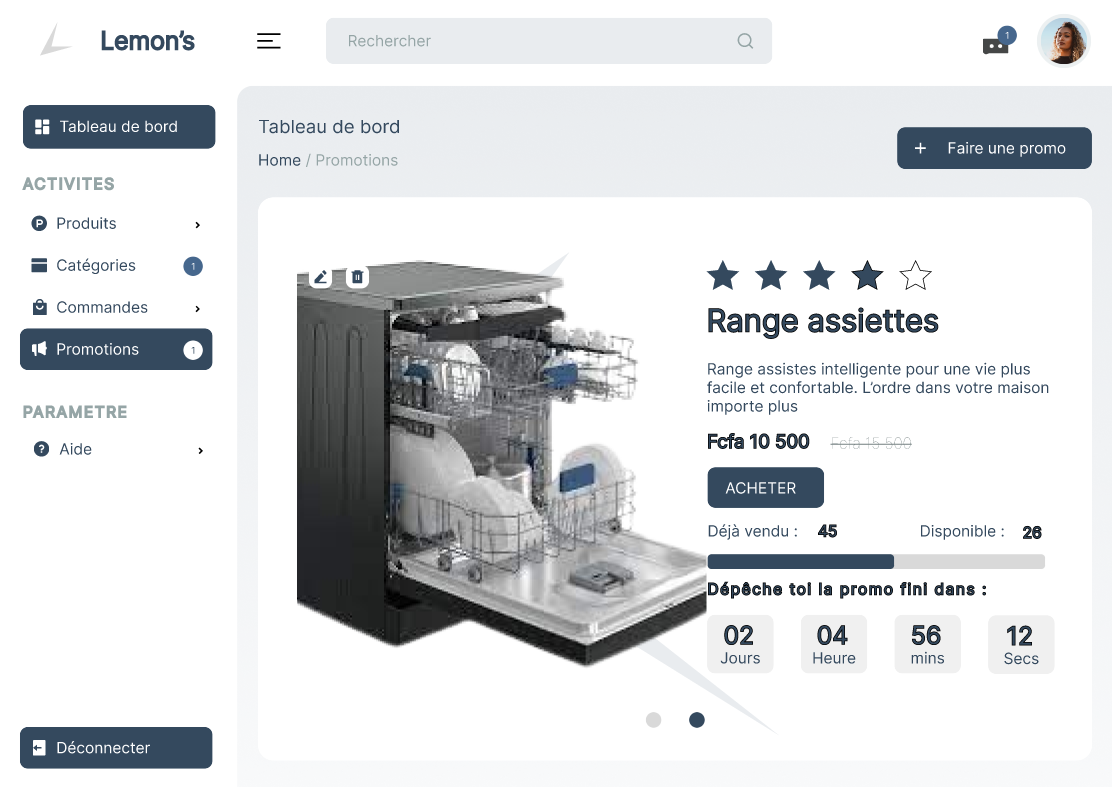 Lemon's
Rechercher
1
Tableau de bord
ACTIVITES
P Produits
Catégories 1
Commandes
Promotions 1
PARAMETRE
? Aide
Déconnecter
Tableau de bord
Home / Promotions
+ Faire une promo
Range assiettes
Range assistes intelligente pour une vie plus
facile et confortable. L'ordre dans votre maison
importe plus
Fcfa 10 500 Fcfa 15 500
ACHETER
Déjà vendu : 45 Disponible : 26
Dépêche toi la promo fini dans :
02 04 56 12
Jours Heure mins Secs